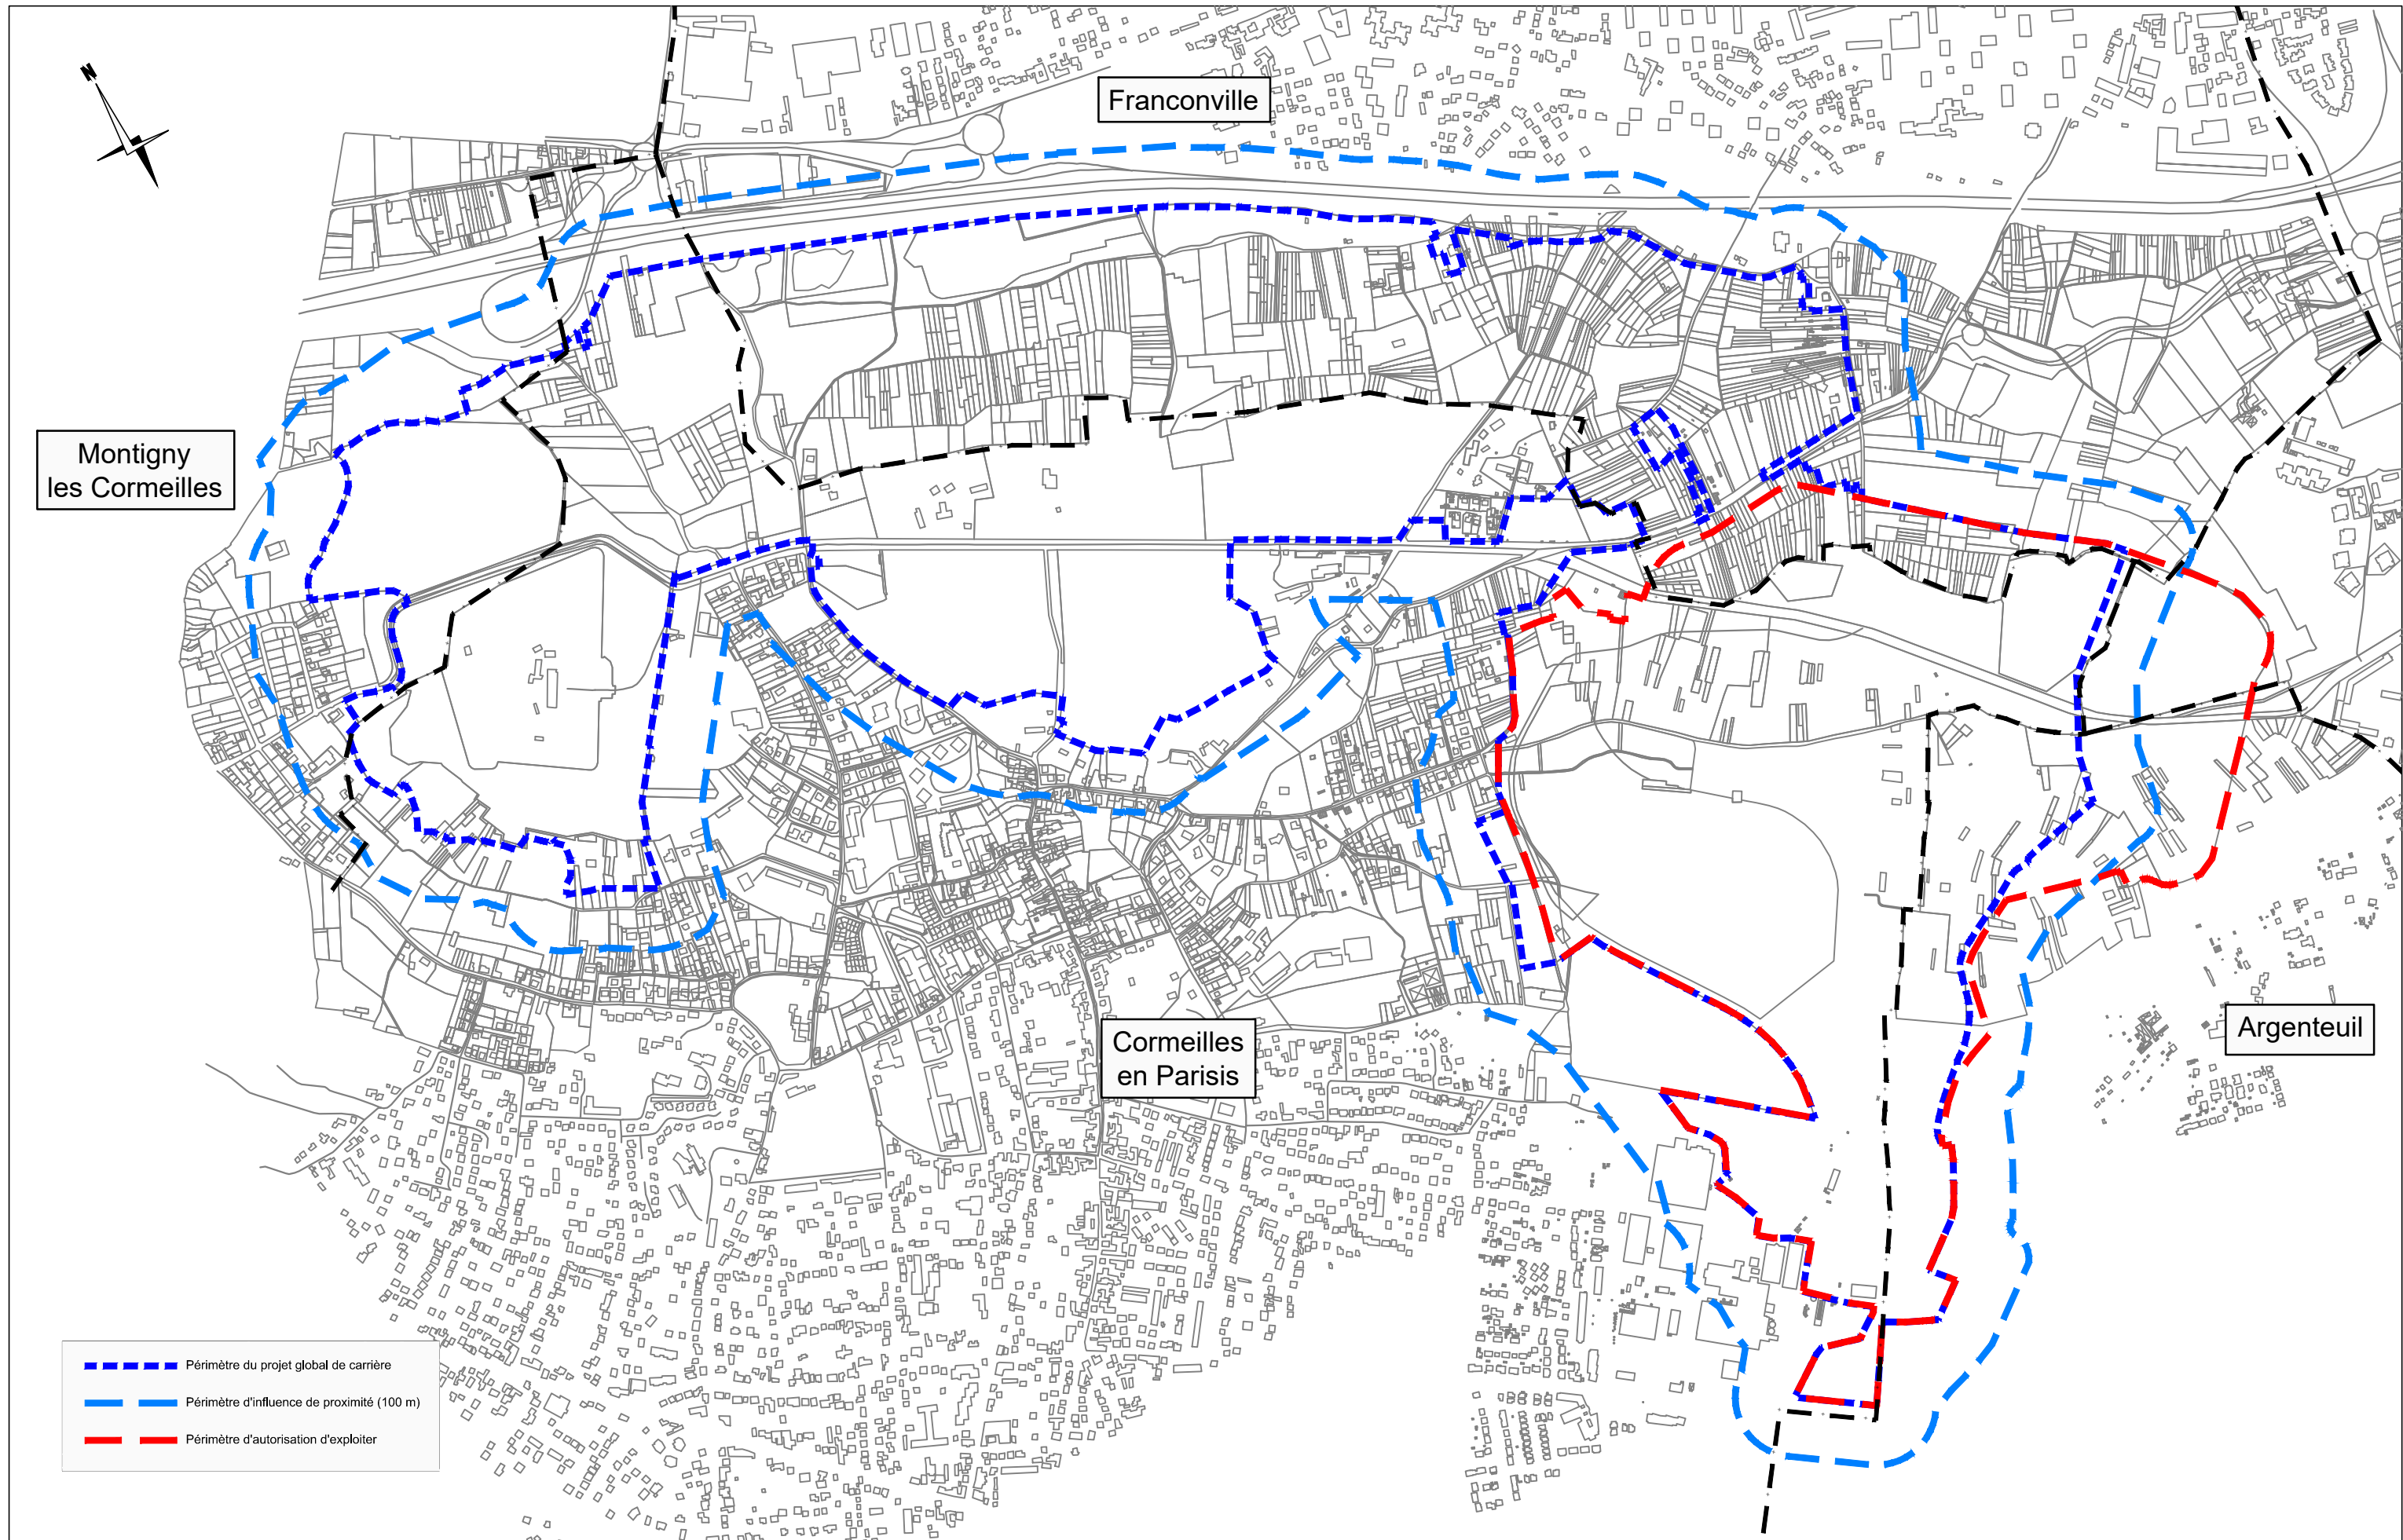 N
Franconville
Montigny
les Cormeilles
Cormeilles
en Parisis
Argenteuil
Périmètre du projet global de carrière
Périmètre d'influence de proximité (100 m)
Périmètre d'autorisation d'exploiter